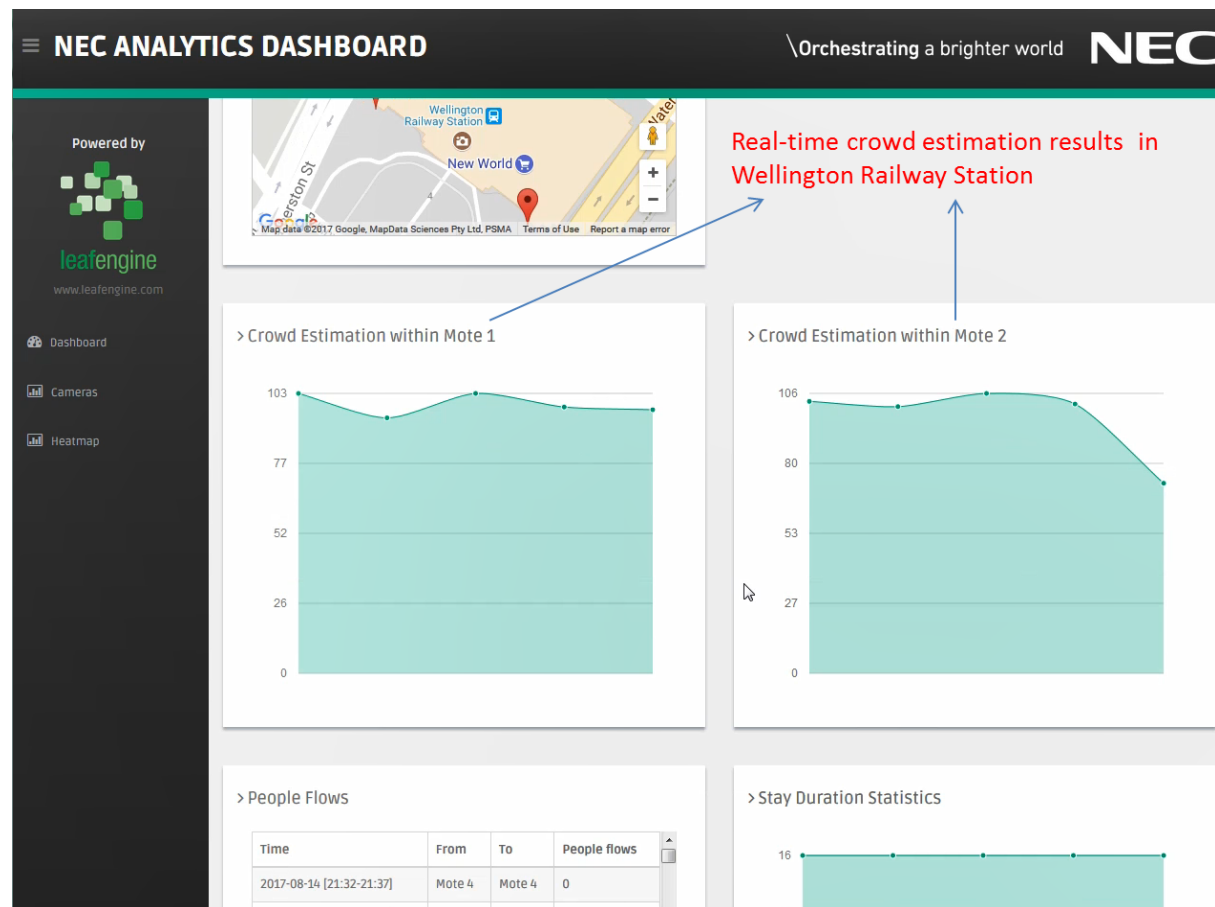 NEC ANALYTICS DASHBOARD
\Orchestrating a brighter world
NEC
Powered by
leafengine
www.leafengine.com
Dashboard
Cameras
Heatmap
Wellington
Railway Station
New World
4
Google
Map data ©2017 Google, MapData Sciences Pty Ltd, PSMA Terms of Use Report a map error
+
−
Real-time crowd estimation results in
Wellington Railway Station
> Crowd Estimation within Mote 1
103
77
52
26
0
> Crowd Estimation within Mote 2
106
80
53
27
0
> People Flows
Time From To People flows
2017-08-14 [21:32-21:37] Mote 4 Mote 4 0
> Stay Duration Statistics
16